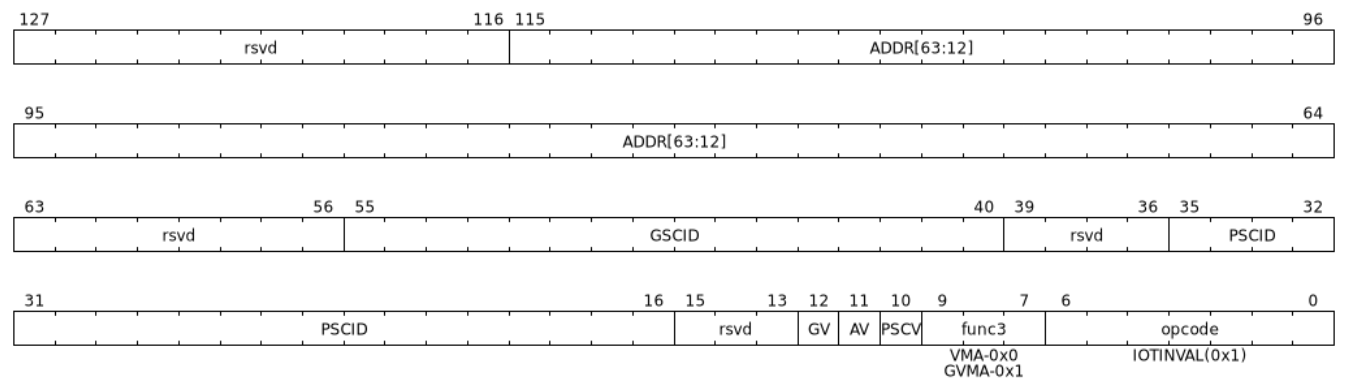 127 116 115 96
rsvd ADDR[63:12]
95 64
ADDR[63:12]
63 56 55 40 39 36 35 32
rsvd GSCID rsvd PSCID
31 16 15 13 12 11 10 9 7 6 0
PSCID rsvd GV AV PSCV func3 opcode
VMA-0x0 IOTINVAL(0x1)
GVMA-0x1